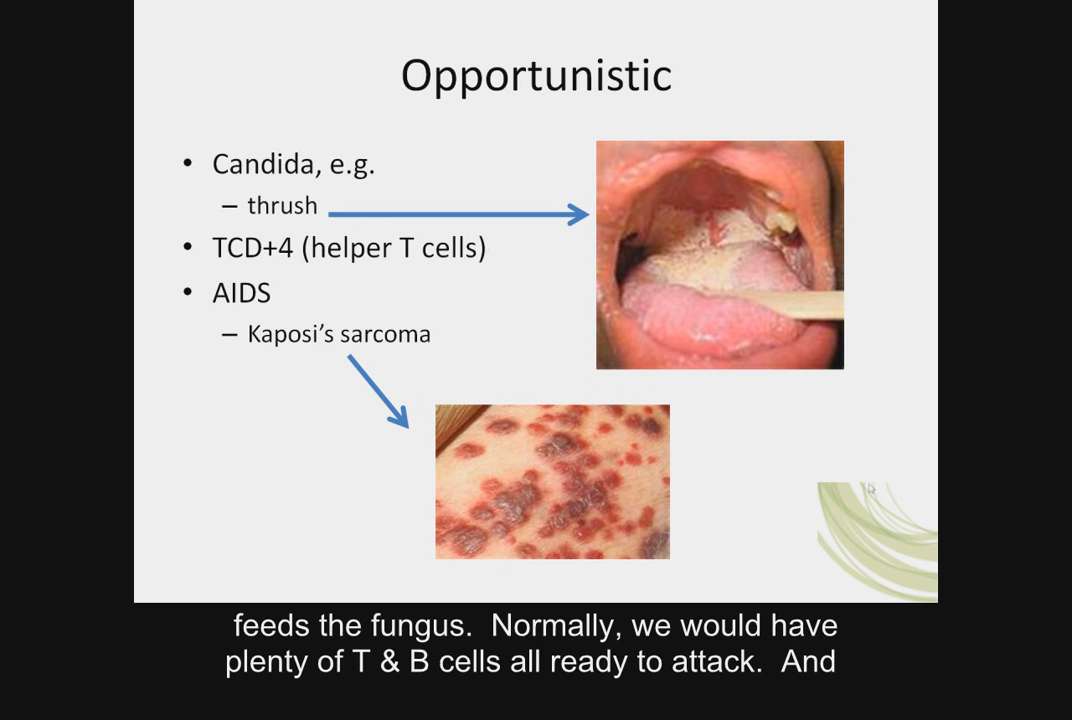 Opportunistic
• Candida, e.g.
– thrush
• TCD+4 (helper T cells)
• AIDS
– Kaposi’s sarcoma
feeds the fungus.  Normally, we would have
plenty of T & B cells all ready to attack.  And